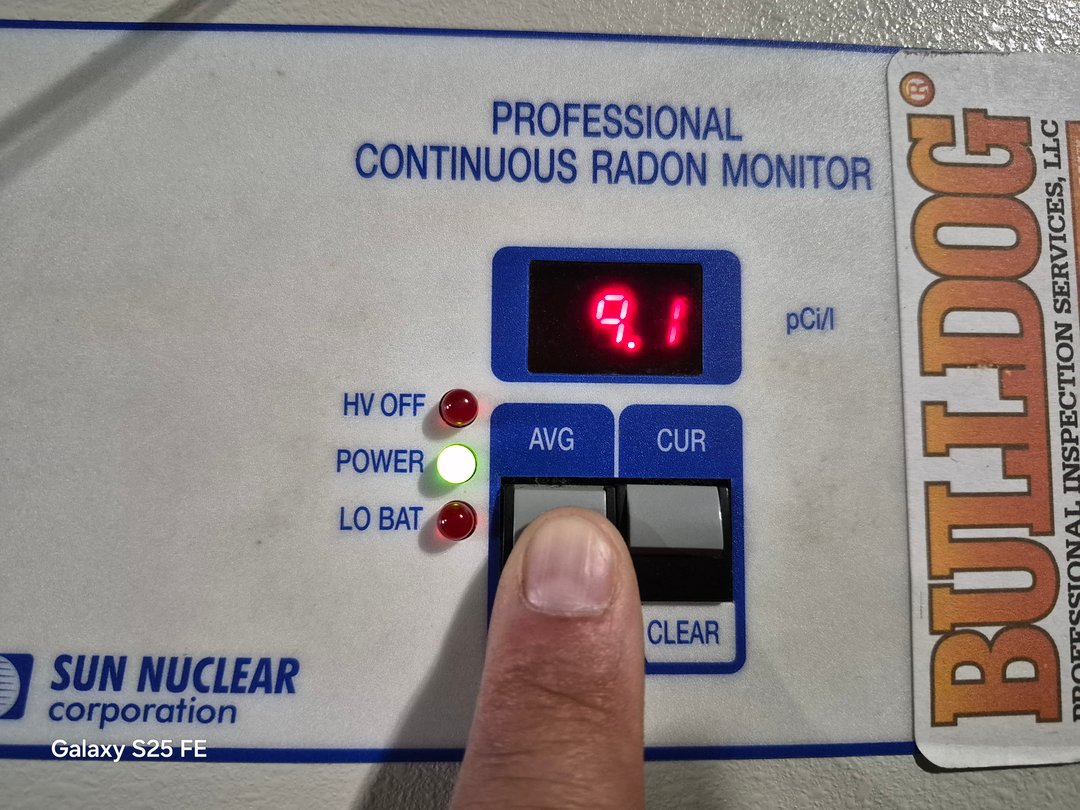 PROFESSIONAL
CONTINUOUS RADON MONITOR
9.1
pCi/l
HV OFF
POWER
LO BAT
AVG
CUR
CLEAR
SUN NUCLEAR
corporation
Galaxy S25 FE
BULLDOG®
PROFESSIONAL INSPECTION SERVICES, LLC